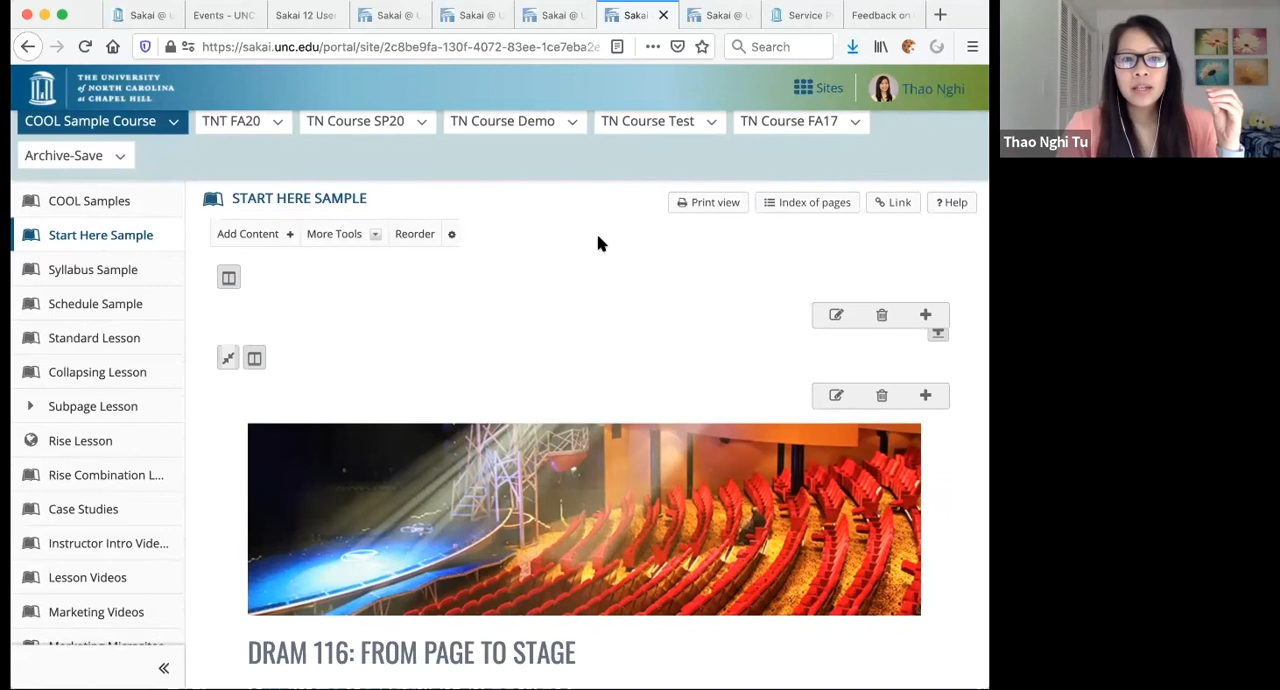 Sakai @ U
Events - UNC
Sakai 12 User
Sakai @ U
Sakai @ U
Sakai @ U
Sakai
Sakai @ U
Service P
Feedback on
https://sakai.unc.edu/portal/site/2c8be9fa-130f-4072-83ee-1ce7eba2e
Search
THE UNIVERSITY
of NORTH CAROLINA
at CHAPEL HILL
Sites
Thao Nghi
COOL Sample Course
TNT FA20
TN Course SP20
TN Course Demo
TN Course Test
TN Course FA17
Archive-Save
COOL Samples
Start Here Sample
Syllabus Sample
Schedule Sample
Standard Lesson
Collapsing Lesson
Subpage Lesson
Rise Lesson
Rise Combination L...
Case Studies
Instructor Intro Vide...
Lesson Videos
Marketing Videos
START HERE SAMPLE
Print view
Index of pages
Link
? Help
Add Content +
More Tools
Reorder
DRAM 116: FROM PAGE TO STAGE
Thao Nghi Tu